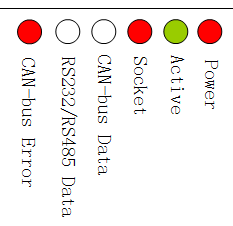 CAN-bus Error
RS232/RS485 Data
CAN-bus Data
Socket
Active
Power